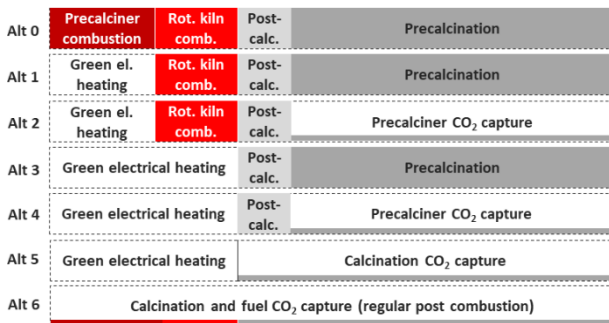 Alt 0 Precalciner combustion Rot. kiln comb. Post-calc. Precalcination
Alt 1 Green el. heating Rot. kiln comb. Post-calc. Precalcination
Alt 2 Green el. heating Rot. kiln comb. Post-calc. Precalciner CO₂ capture
Alt 3 Green electrical heating Post-calc. Precalcination
Alt 4 Green electrical heating Post-calc. Precalciner CO₂ capture
Alt 5 Green electrical heating Calcination CO₂ capture
Alt 6 Calcination and fuel CO₂ capture (regular post combustion)